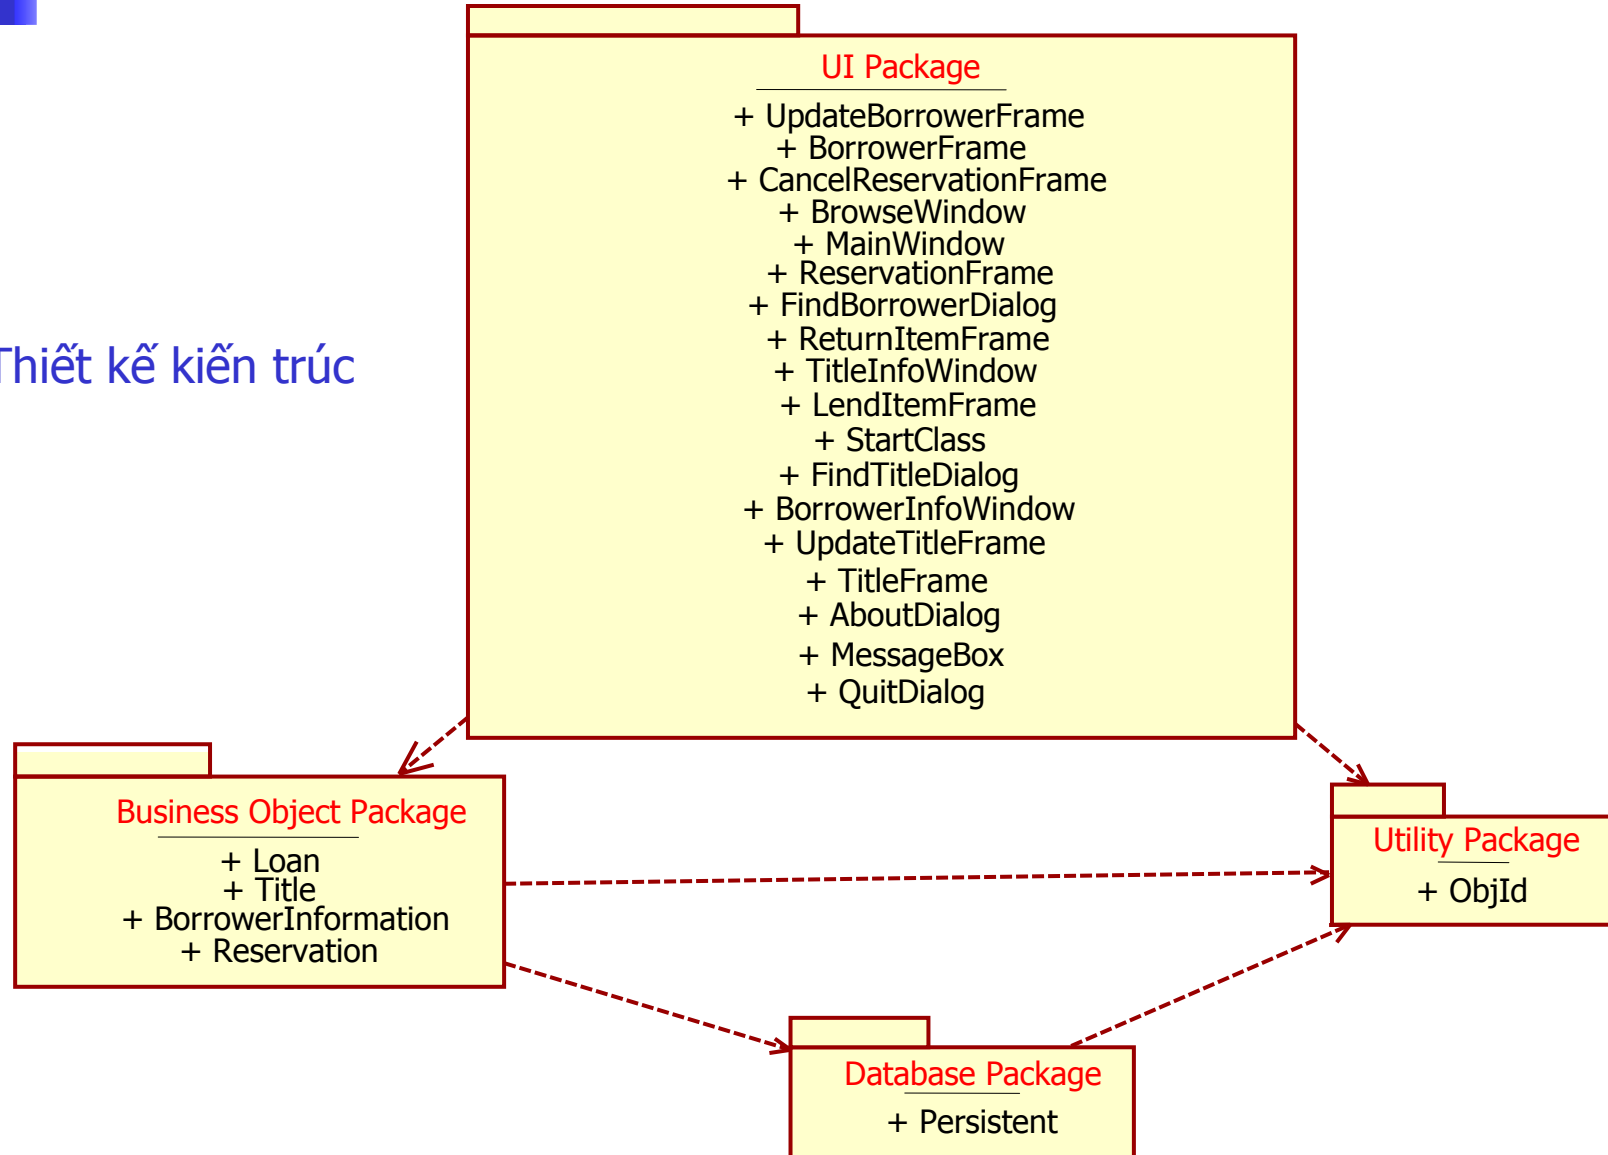 Thiết kế kiến trúc
UI Package
+ UpdateBorrowerFrame
+ BorrowerFrame
+ CancelReservationFrame
+ BrowseWindow
+ MainWindow
+ ReservationFrame
+ FindBorrowerDialog
+ ReturnItemFrame
+ TitleInfoWindow
+ LendItemFrame
+ StartClass
+ FindTitleDialog
+ BorrowerInfoWindow
+ UpdateTitleFrame
+ TitleFrame
+ AboutDialog
+ MessageBox
+ QuitDialog
Business Object Package
+ Loan
+ Title
+ BorrowerInformation
+ Reservation
Utility Package
+ ObjId
Database Package
+ Persistent